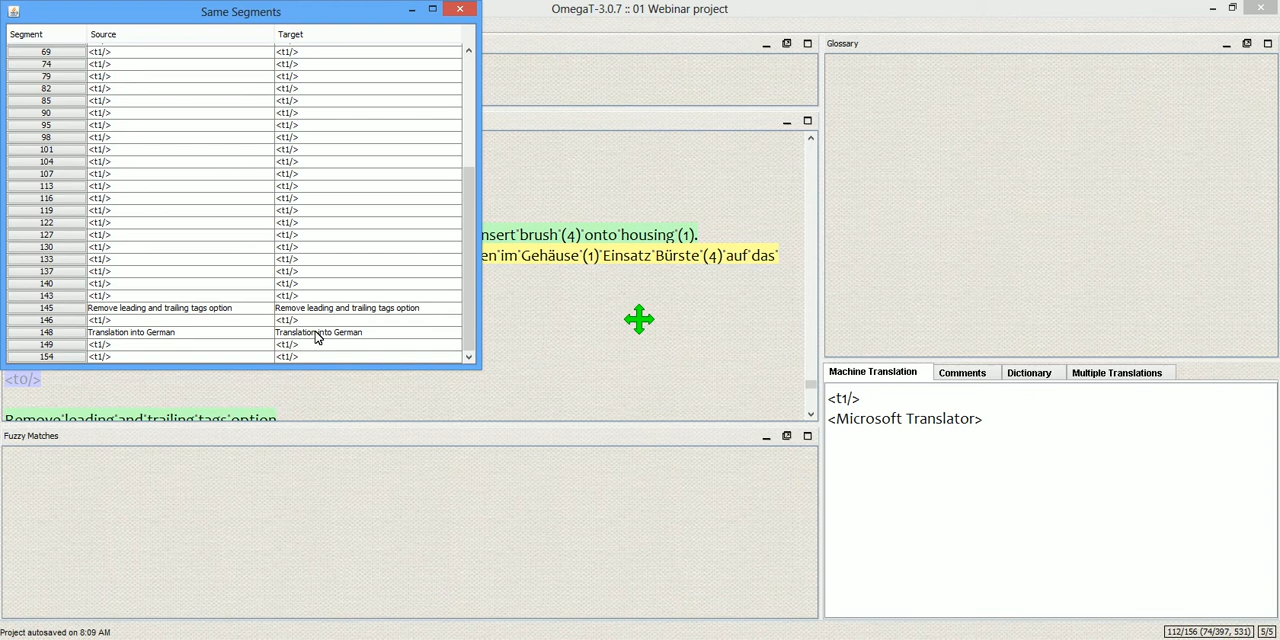 Same Segments
OmegaT-3.0.7 :: 01 Webinar project
Segment Source Target
69 <t1/> <t1/>
74 <t1/> <t1/>
79 <t1/> <t1/>
82 <t1/> <t1/>
85 <t1/> <t1/>
90 <t1/> <t1/>
95 <t1/> <t1/>
98 <t1/> <t1/>
101 <t1/> <t1/>
104 <t1/> <t1/>
107 <t1/> <t1/>
113 <t1/> <t1/>
116 <t1/> <t1/>
119 <t1/> <t1/>
122 <t1/> <t1/>
127 <t1/> <t1/>
130 <t1/> <t1/>
133 <t1/> <t1/>
137 <t1/> <t1/>
140 <t1/> <t1/>
143 <t1/> <t1/>
145 Remove leading and trailing tags option Remove leading and trailing tags option
146 <t1/> <t1/>
148 Translation into German Translation into German
149 <t1/> <t1/>
154 <t1/> <t1/>
nsert brush (4) onto housing (1).
en im Gehäuse (1) Einsatz Bürste (4) auf das
<t0/>
Remove leading and trailing tags option
Fuzzy Matches
Glossary
Machine Translation Comments Dictionary Multiple Translations
<t1/>
<Microsoft Translator>
Project autosaved on 8:09 AM
112/156 (74/397, 531) 5/5